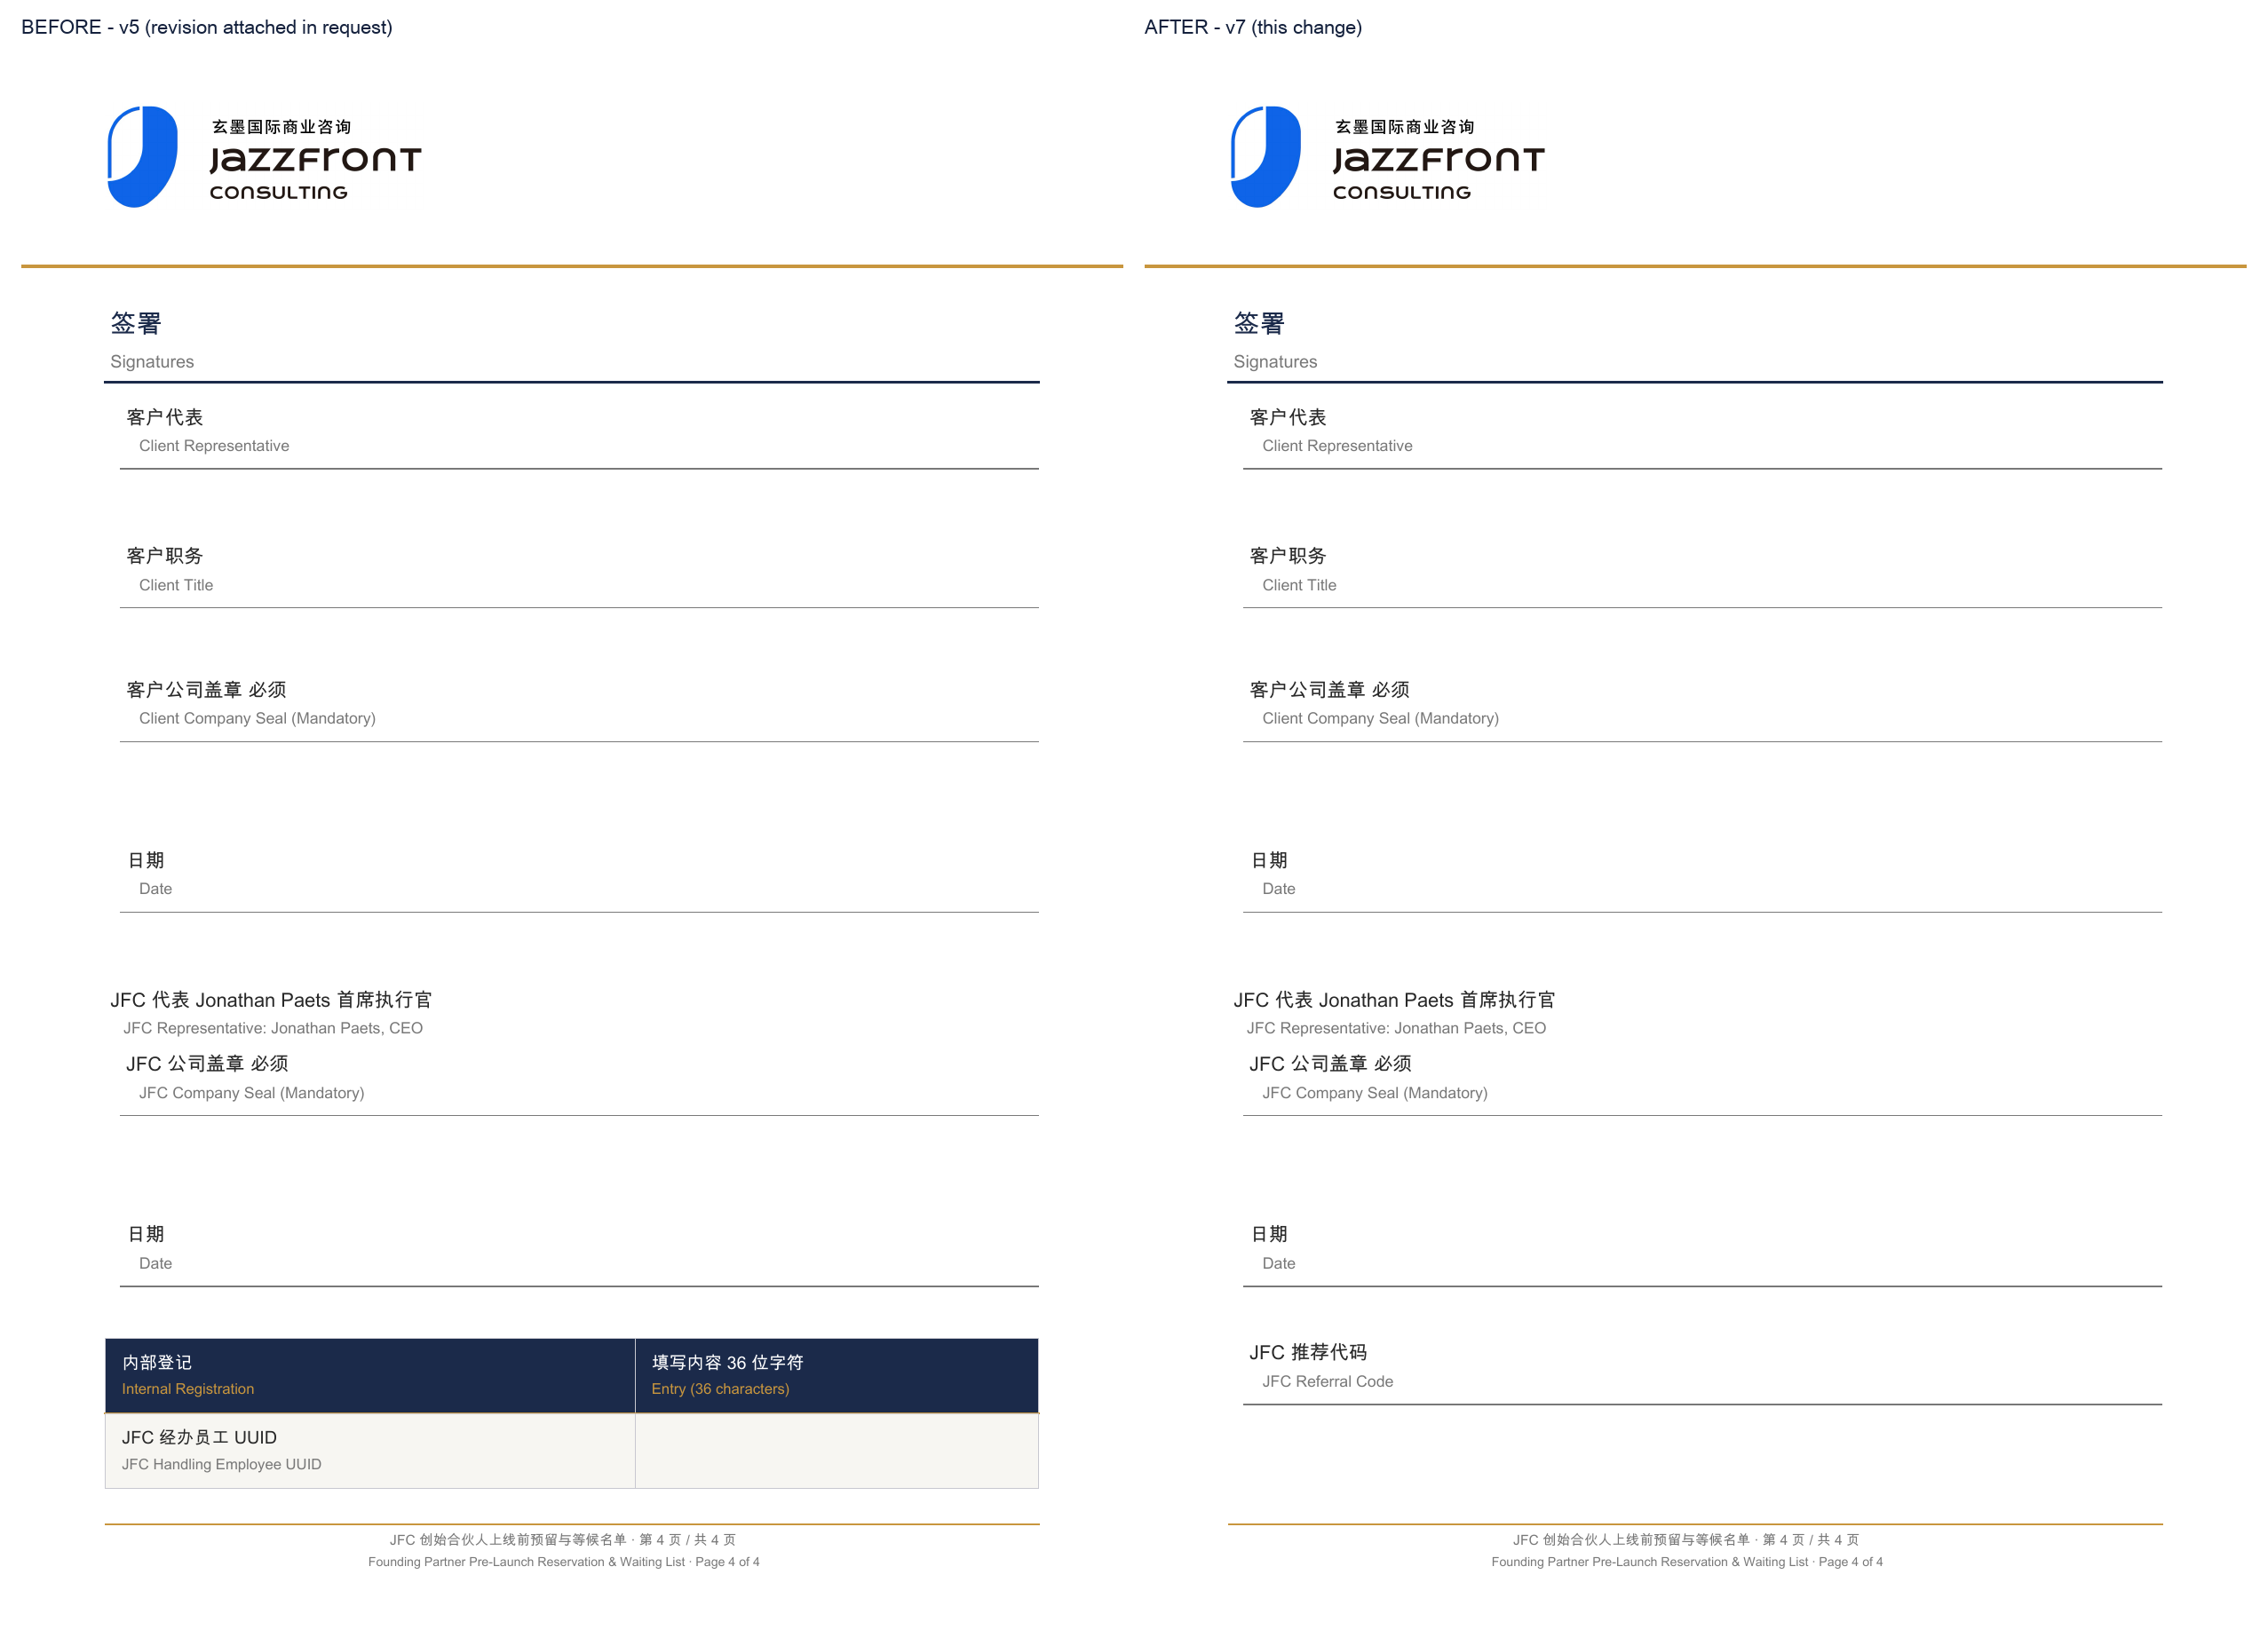 BEFORE - v5 (revision attached in request)
玄墨国际商业咨询
JAZZFRONT
CONSULTING
签署
Signatures
客户代表
Client Representative
客户职务
Client Title
客户公司盖章 必须
Client Company Seal (Mandatory)
日期
Date
JFC 代表 Jonathan Paets 首席执行官
JFC Representative: Jonathan Paets, CEO
JFC 公司盖章 必须
JFC Company Seal (Mandatory)
日期
Date
内部登记
Internal Registration
填写内容 36 位字符
Entry (36 characters)
JFC 经办员工 UUID
JFC Handling Employee UUID
JFC 创始合伙人上线前预留与等候名单 · 第 4 页 / 共 4 页
Founding Partner Pre-Launch Reservation & Waiting List · Page 4 of 4
AFTER - v7 (this change)
玄墨国际商业咨询
JAZZFRONT
CONSULTING
签署
Signatures
客户代表
Client Representative
客户职务
Client Title
客户公司盖章 必须
Client Company Seal (Mandatory)
日期
Date
JFC 代表 Jonathan Paets 首席执行官
JFC Representative: Jonathan Paets, CEO
JFC 公司盖章 必须
JFC Company Seal (Mandatory)
日期
Date
JFC 推荐代码
JFC Referral Code
JFC 创始合伙人上线前预留与等候名单 · 第 4 页 / 共 4 页
Founding Partner Pre-Launch Reservation & Waiting List · Page 4 of 4